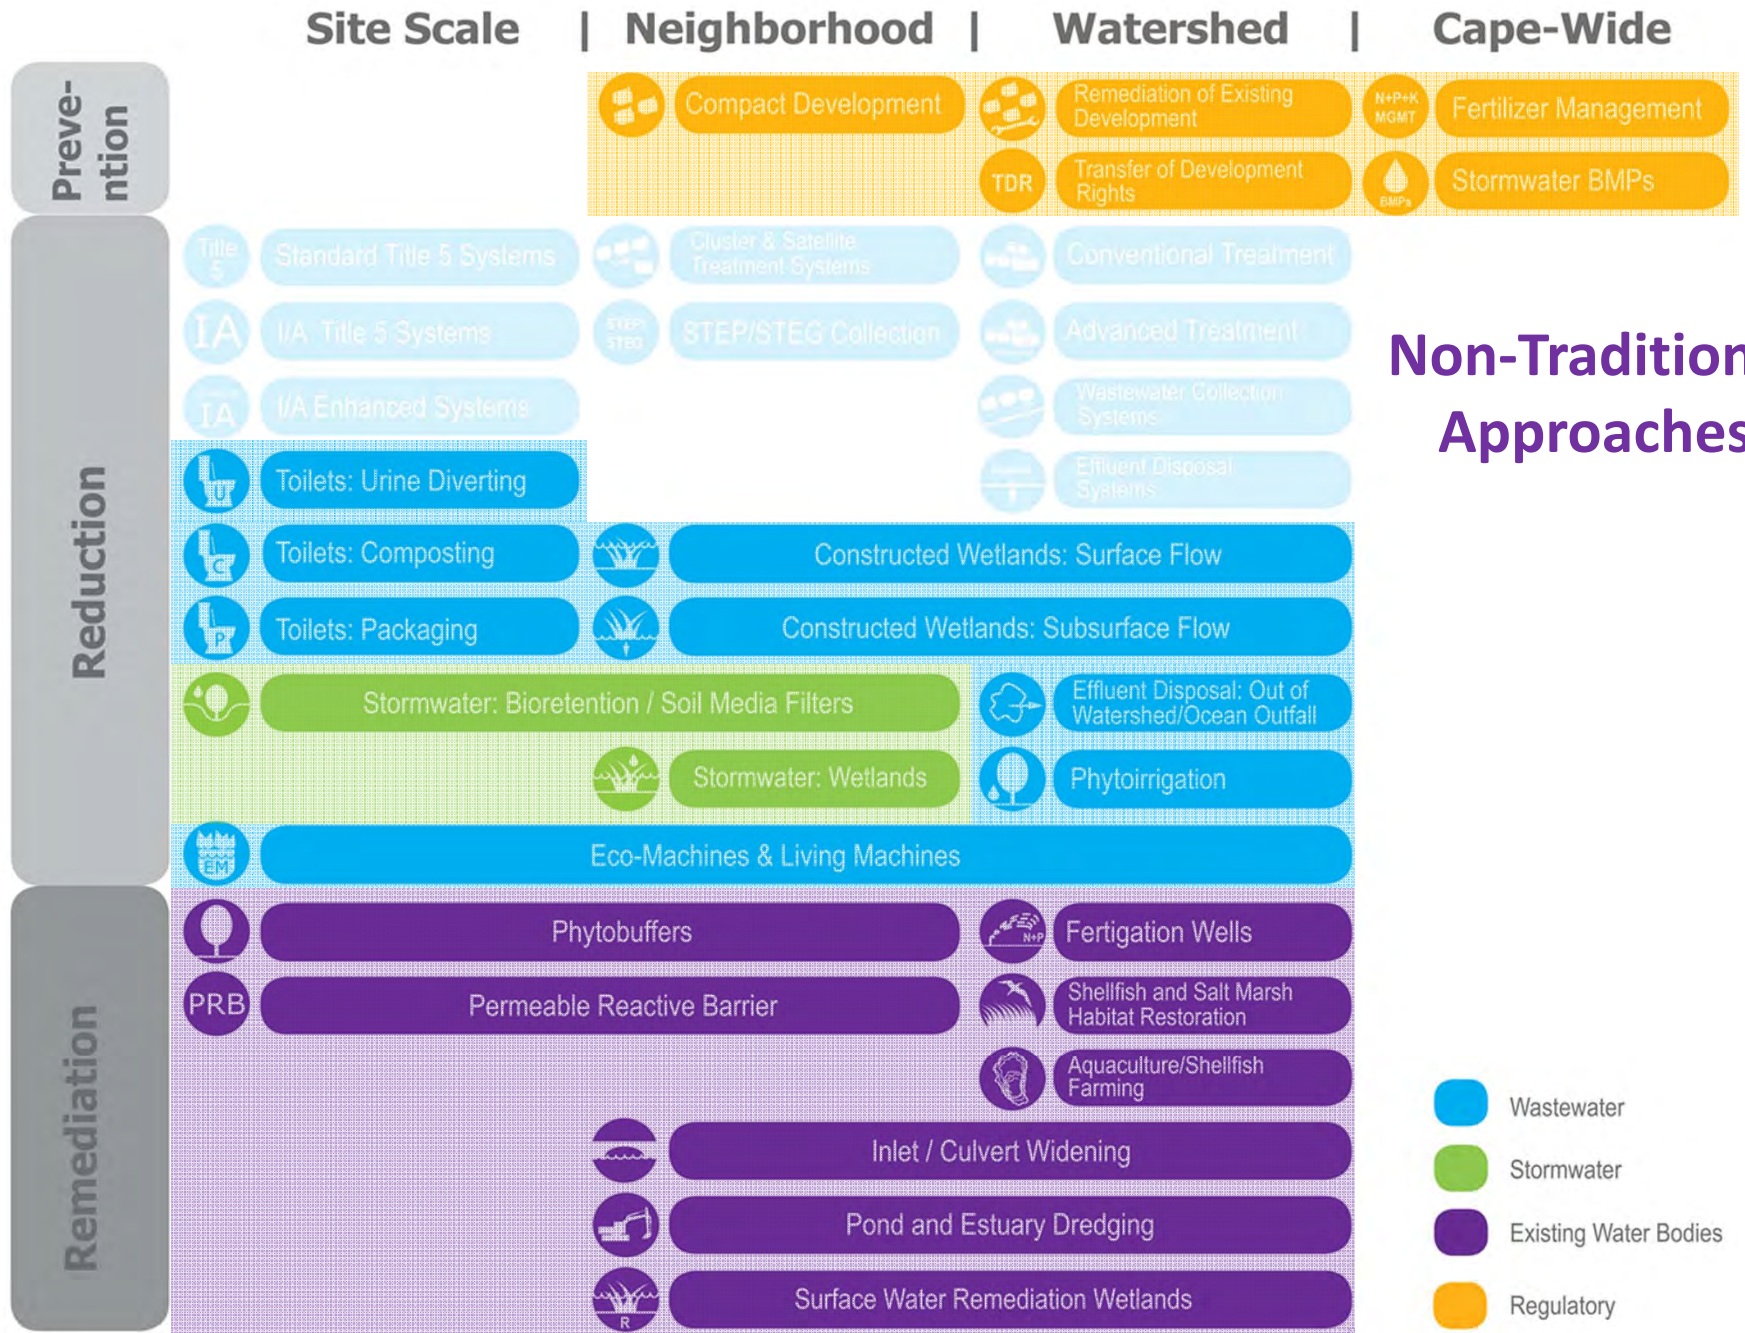 Site Scale | Neighborhood | Watershed | Cape-Wide
Preve-
ntion
Compact Development
Remediation of Existing
Development
N+P+K
MGMT
Fertilizer Management
TDR
Transfer of Development
Rights
BMPs
Stormwater BMPs
Reduction
Title
5
Standard Title 5 Systems
Cluster & Satellite
Treatment Systems
Conventional Treatment
IA
I/A Title 5 Systems
STEP/
STEG
STEP/STEG Collection
Advanced Treatment
Non-Tradition
Approaches
IA
I/A Enhanced Systems
Wastewater Collection
Systems
U
Toilets: Urine Diverting
Effluent Disposal
Systems
C
Toilets: Composting
Constructed Wetlands: Surface Flow
P
Toilets: Packaging
Constructed Wetlands: Subsurface Flow
Stormwater: Bioretention / Soil Media Filters
Effluent Disposal: Out of
Watershed/Ocean Outfall
Stormwater: Wetlands
Phytoirrigation
EM
Eco-Machines & Living Machines
Remediation
Phytobuffers
N+P
Fertigation Wells
PRB
Permeable Reactive Barrier
Shellfish and Salt Marsh
Habitat Restoration
Aquaculture/Shellfish
Farming
Inlet / Culvert Widening
Pond and Estuary Dredging
R
Surface Water Remediation Wetlands
Wastewater
Stormwater
Existing Water Bodies
Regulatory